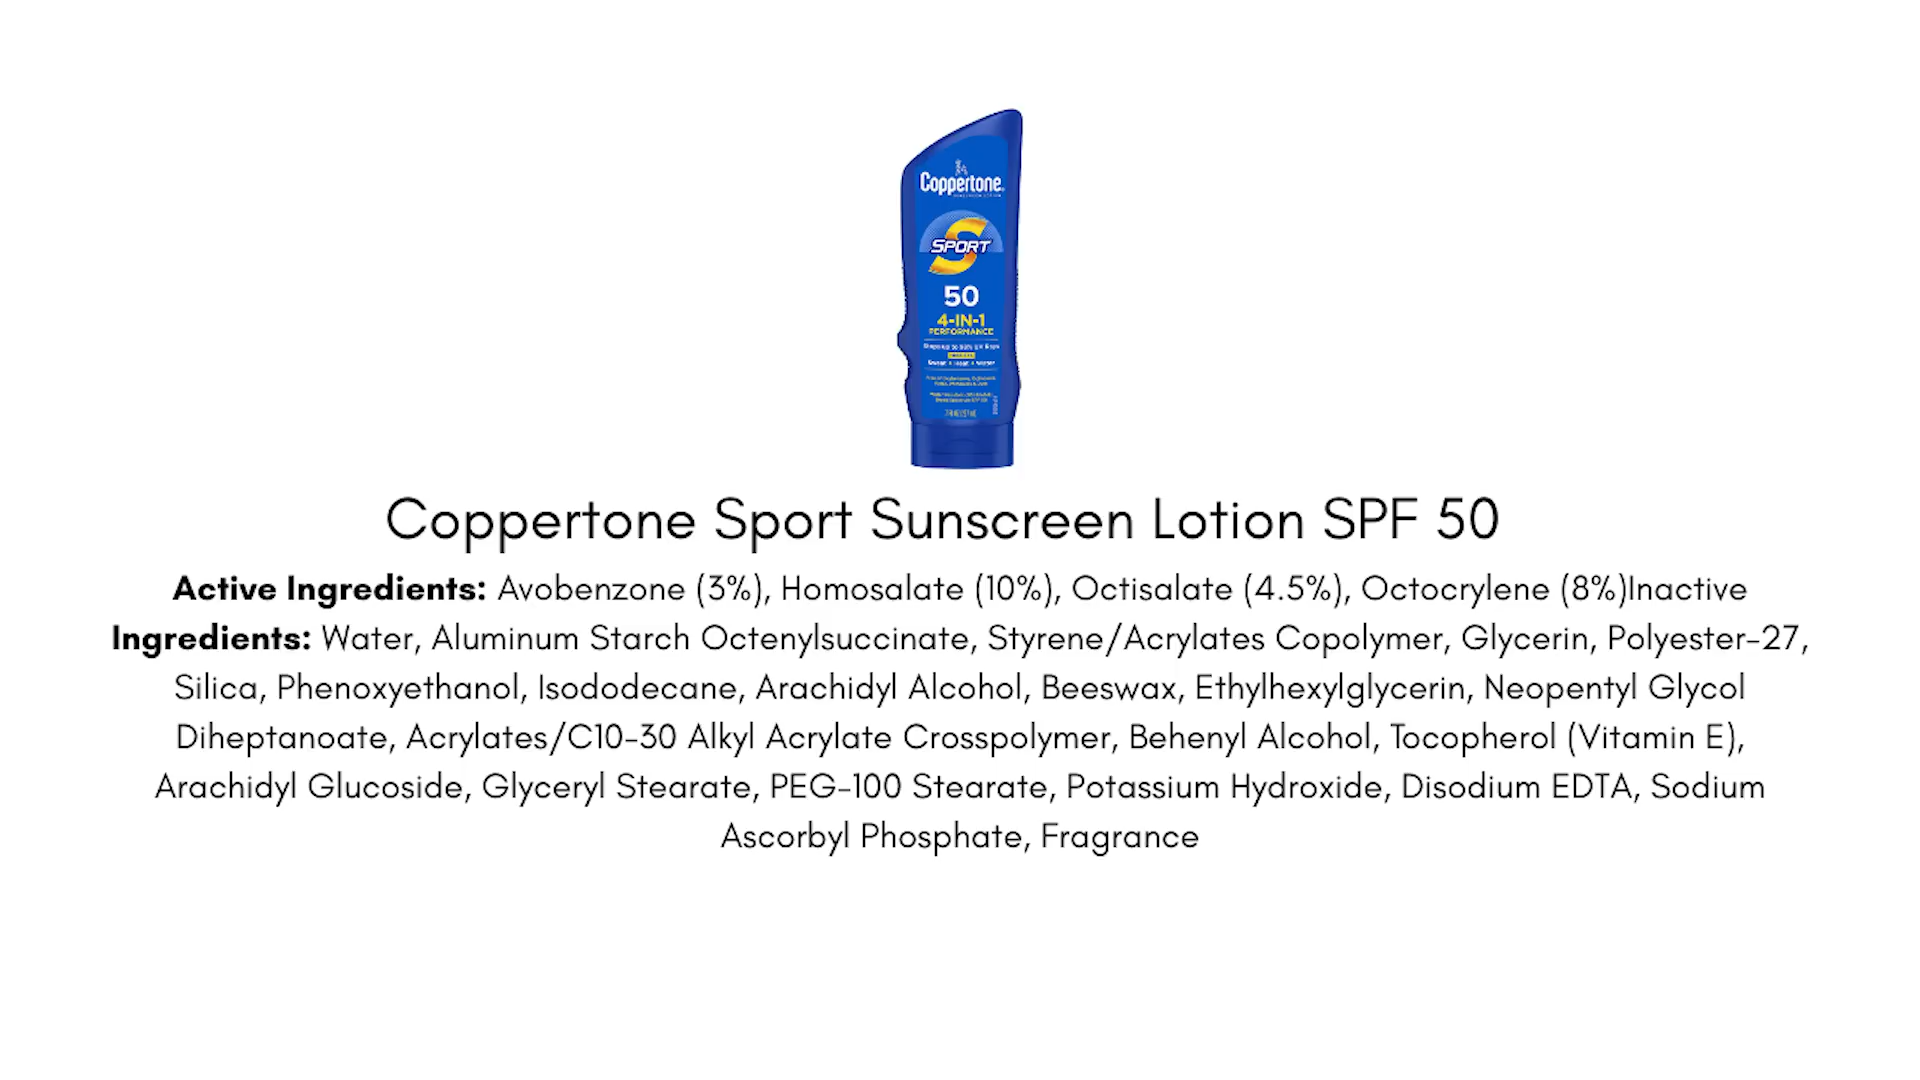 Coppertone
SPORT
50
4-IN-1
PERFORMANCE
Coppertone Sport Sunscreen Lotion SPF 50
Active Ingredients: Avobenzone (3%), Homosalate (10%), Octisalate (4.5%), Octocrylene (8%)Inactive
Ingredients: Water, Aluminum Starch Octenylsuccinate, Styrene/Acrylates Copolymer, Glycerin, Polyester-27,
Silica, Phenoxyethanol, Isododecane, Arachidyl Alcohol, Beeswax, Ethylhexylglycerin, Neopentyl Glycol
Diheptanoate, Acrylates/C10-30 Alkyl Acrylate Crosspolymer, Behenyl Alcohol, Tocopherol (Vitamin E),
Arachidyl Glucoside, Glyceryl Stearate, PEG-100 Stearate, Potassium Hydroxide, Disodium EDTA, Sodium
Ascorbyl Phosphate, Fragrance